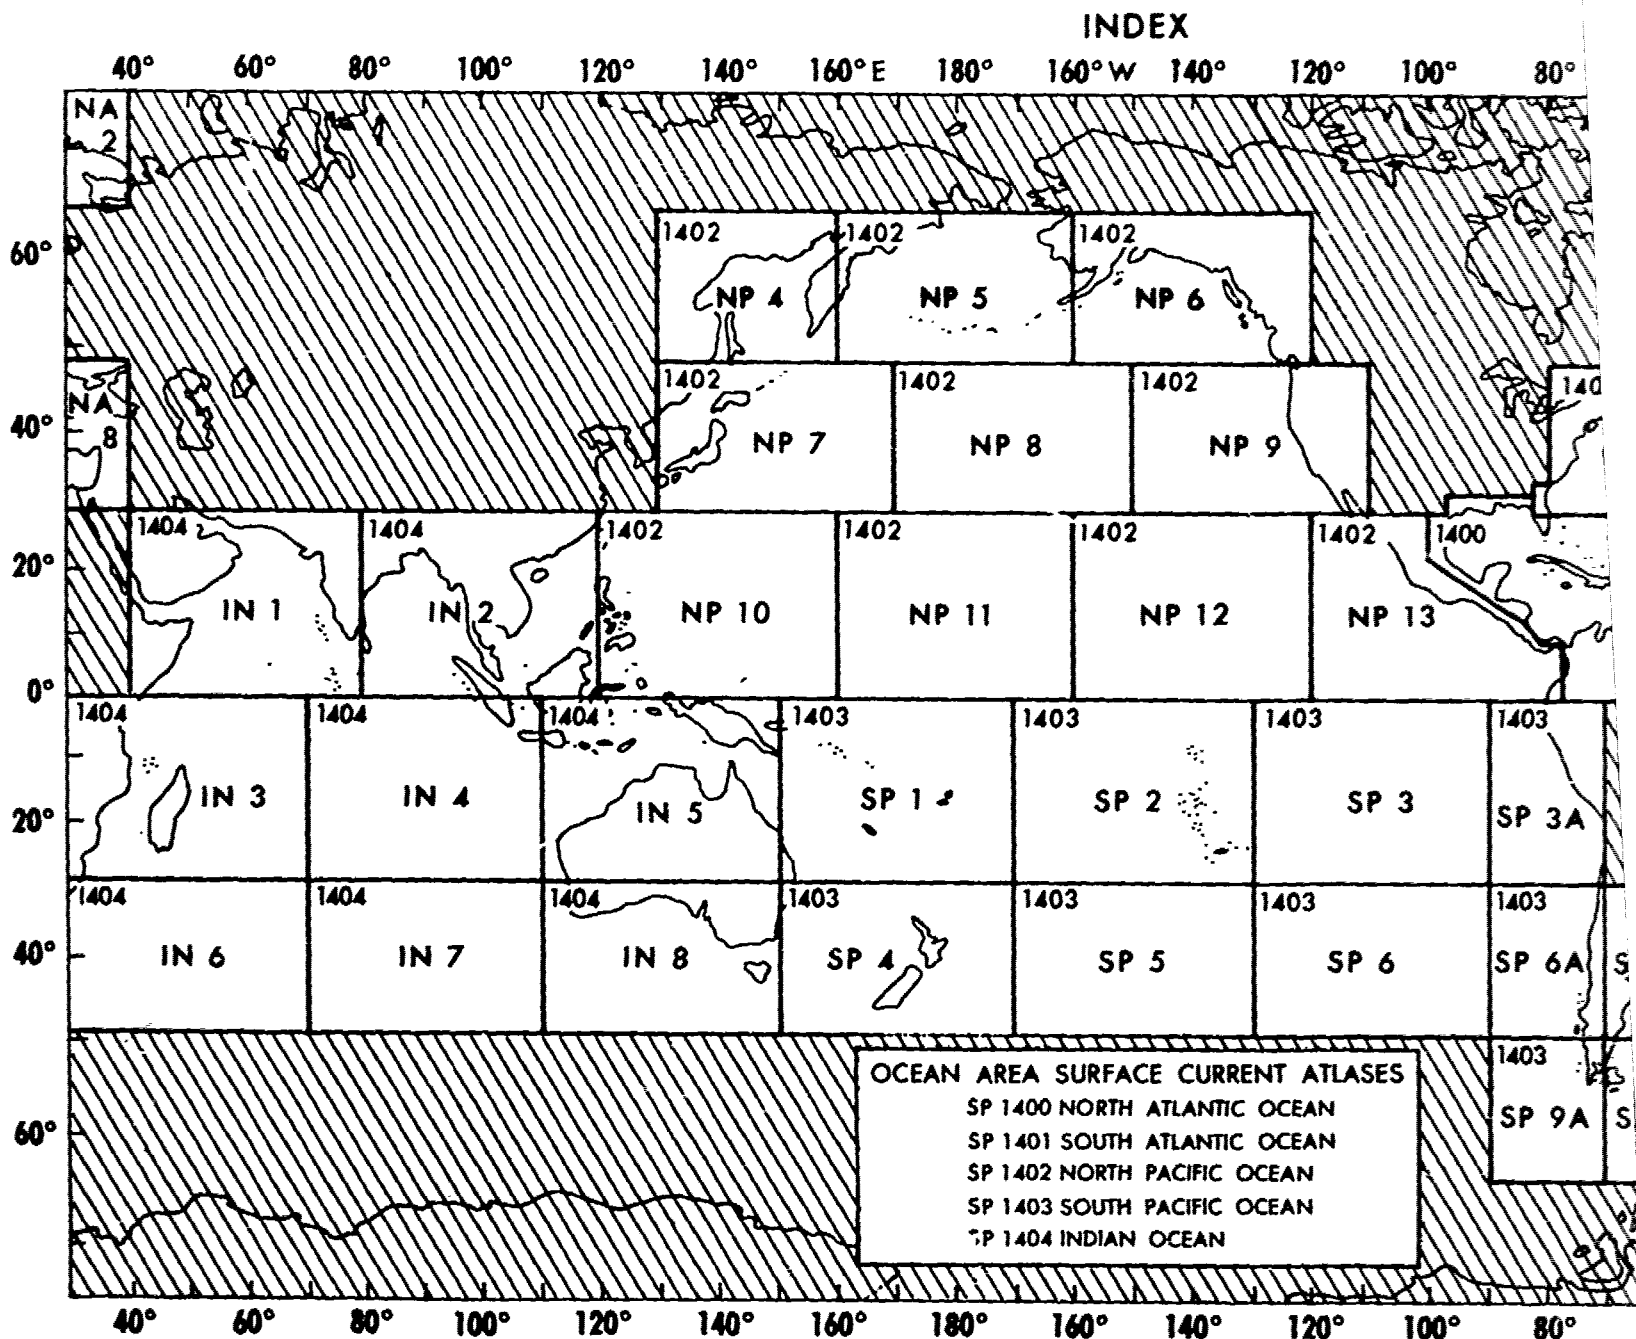 INDEX
40° 60° 80° 100° 120° 140° 160° E 180° 160° W 140° 120° 100° 80°
NA
2
60°
1402 1402 1402
NP 4 NP 5 NP 6
1402 1402 1402 140
NA
8
40°
NP 7 NP 8 NP 9
1404 1404 1402 1402 1402 1402 1400
20°
IN 1 IN 2 NP 10 NP 11 NP 12 NP 13
0°
1404 1404 1404 1403 1403 1403 1403
IN 3 IN 4 IN 5 SP 1 SP 2 SP 3 SP 3A
20°
1404 1404 1404 1403 1403 1403 1403
40°
IN 6 IN 7 IN 8 SP 4 SP 5 SP 6 SP 6A S
1403
OCEAN AREA SURFACE CURRENT ATLASES
SP 1400 NORTH ATLANTIC OCEAN
60°
SP 9A S
SP 1401 SOUTH ATLANTIC OCEAN
SP 1402 NORTH PACIFIC OCEAN
SP 1403 SOUTH PACIFIC OCEAN
SP 1404 INDIAN OCEAN
40° 60° 80° 100° 120° 140° 160° 180° 160° 140° 120° 100° 80°